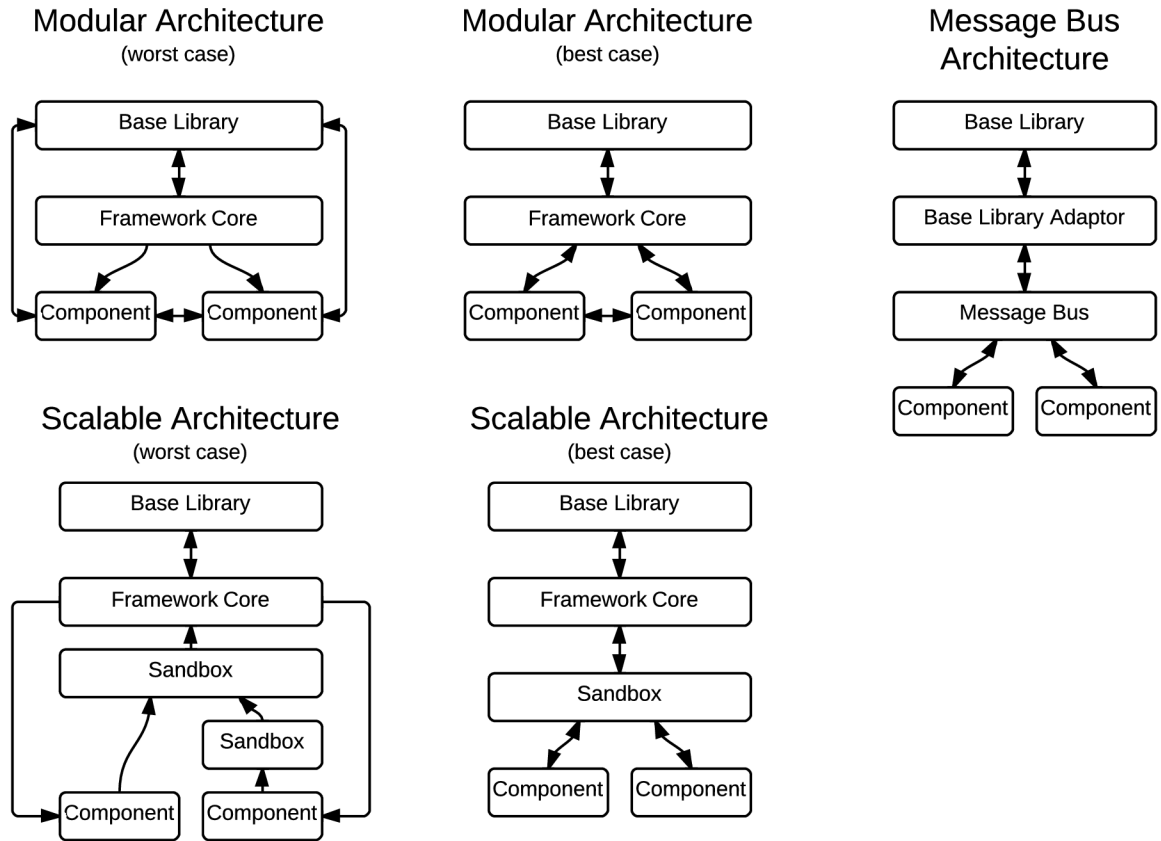 Modular Architecture
(worst case)
Base Library
Framework Core
Component
Component
Modular Architecture
(best case)
Base Library
Framework Core
Component
Component
Message Bus
Architecture
Base Library
Base Library Adaptor
Message Bus
Component
Component
Scalable Architecture
(worst case)
Base Library
Framework Core
Sandbox
Sandbox
Component
Component
Scalable Architecture
(best case)
Base Library
Framework Core
Sandbox
Component
Component